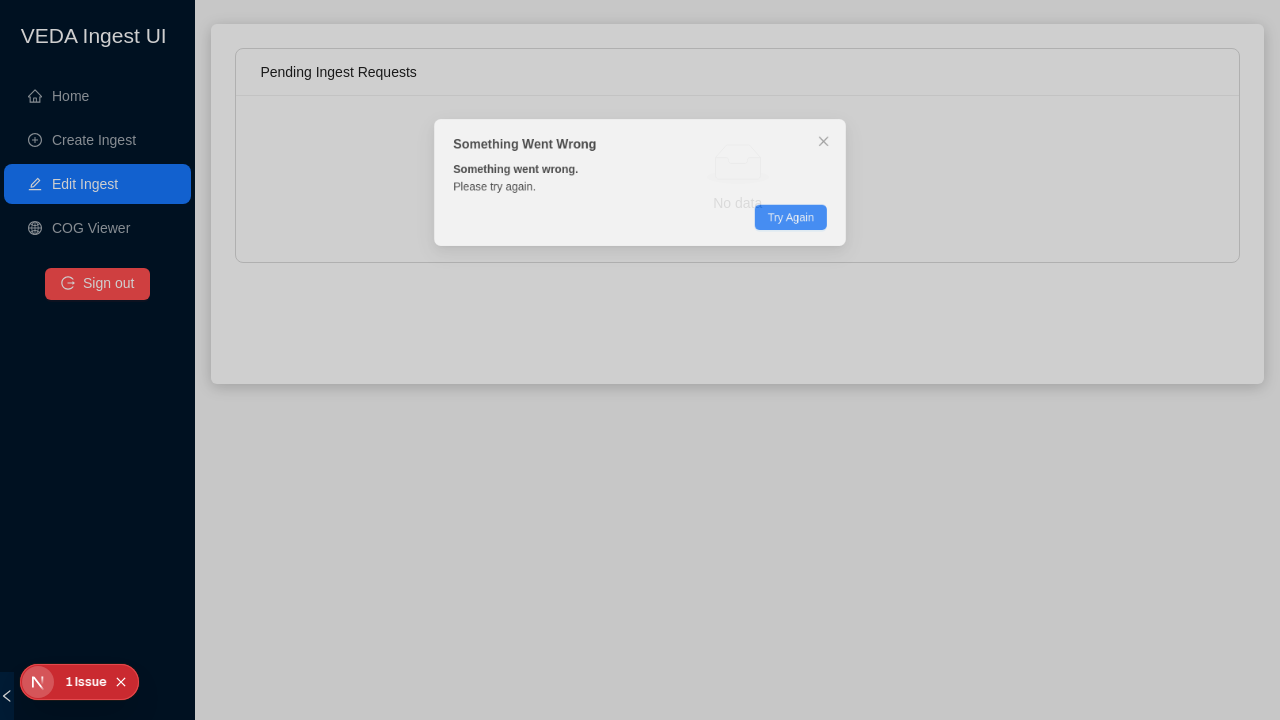 VEDA Ingest UI
Home
Create Ingest
Edit Ingest
COG Viewer
Sign out
1 Issue
Pending Ingest Requests
Something Went Wrong
Something went wrong.
Please try again.
No data
Try Again